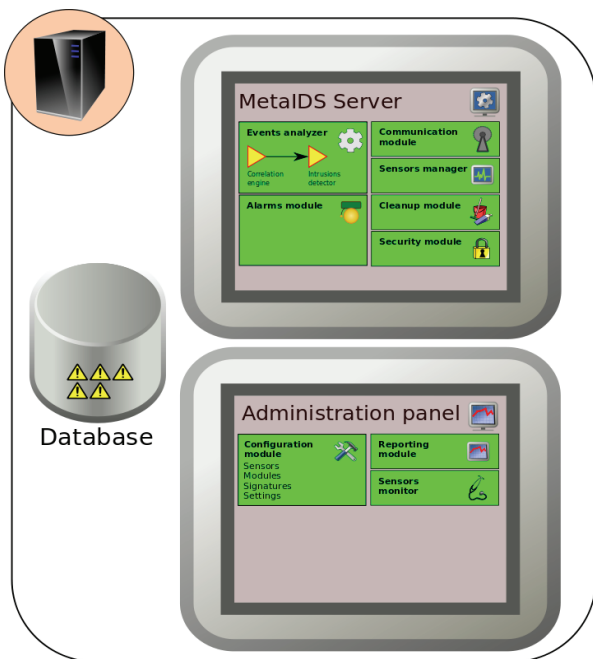 MetaIDS Server
Events analyzer
Correlation
engine
Intrusions
detector
Alarms module
Communication
module
Sensors manager
Cleanup module
Security module
Database
Administration panel
Configuration
module
Sensors
Modules
Signatures
Settings
Reporting
module
Sensors
monitor